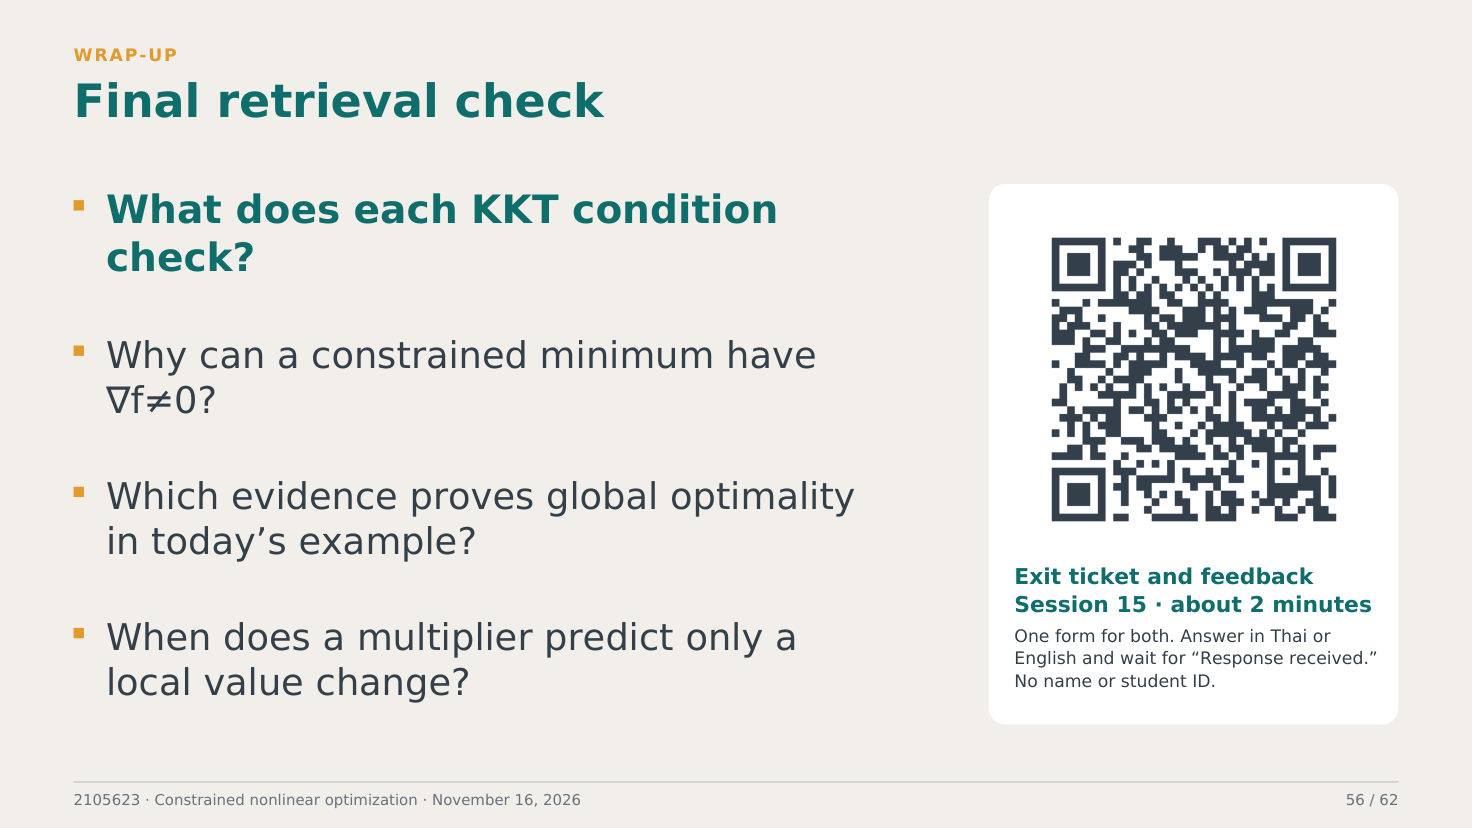 WRAP-UP
Final retrieval check
What does each KKT condition
check?
Why can a constrained minimum have
∇f≠0?
Which evidence proves global optimality
in today’s example?
When does a multiplier predict only a
local value change?
Exit ticket and feedback
Session 15 · about 2 minutes
One form for both. Answer in Thai or
English and wait for “Response received.”
No name or student ID.
2105623 · Constrained nonlinear optimization · November 16, 2026
56 / 62